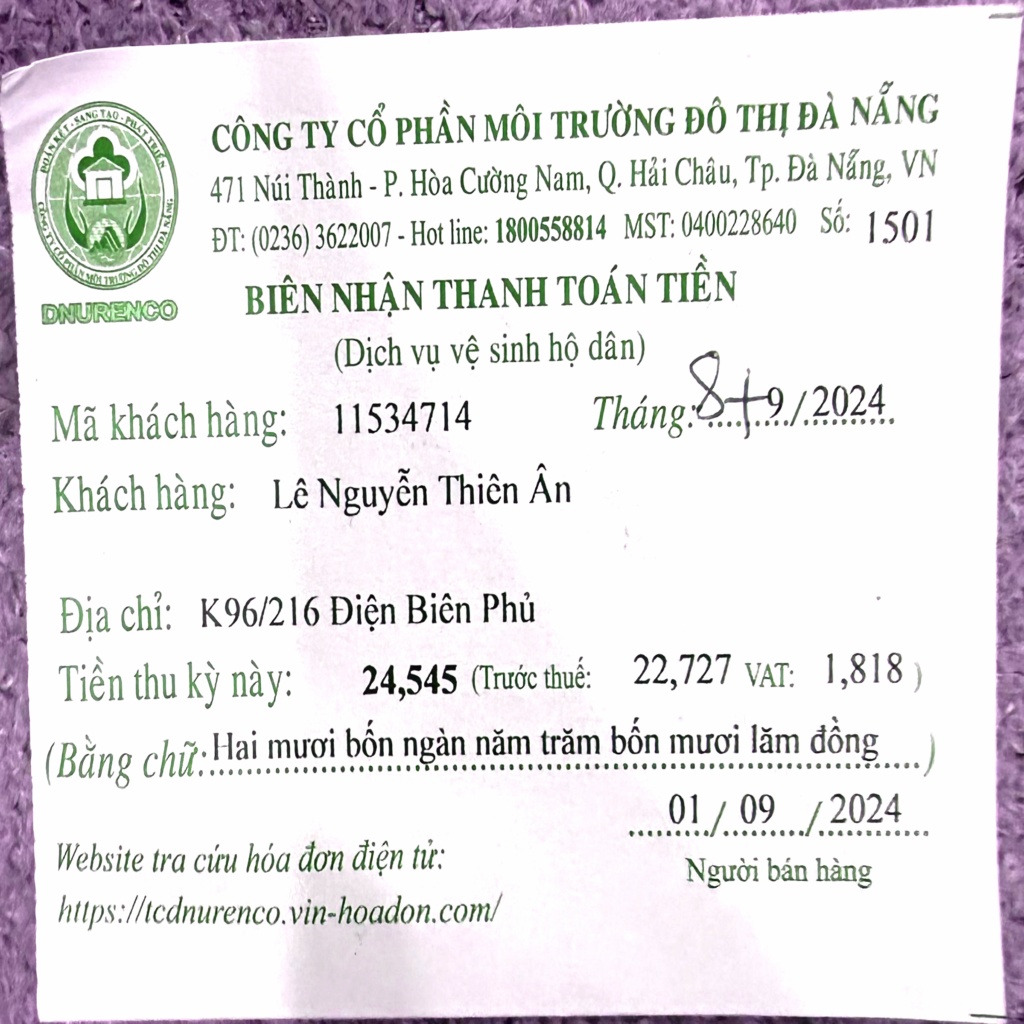 ĐOÀN KẾT - SANG TẠO - PHÁT TRIỂN
CÔNG TY CỔ PHẦN MÔI TRƯỜNG ĐÔ THỊ ĐÀ NẴNG
DNURENCO
CÔNG TY CỔ PHẦN MÔI TRƯỜNG ĐÔ THỊ ĐÀ NẴNG
471 Núi Thành - P. Hòa Cường Nam, Q. Hải Châu, Tp. Đà Nẵng, VN
ĐT: (0236) 3622007 - Hot line: 1800558814 MST: 0400228640 Số: 1501
BIÊN NHẬN THANH TOÁN TIỀN
(Dịch vụ vệ sinh hộ dân)
Mã khách hàng: 11534714 Tháng: 8+9/2024
Khách hàng: Lê Nguyễn Thiên Ân
Địa chỉ: K96/216 Điện Biên Phủ
Tiền thu kỳ này: 24,545 (Trước thuế: 22,727 VAT: 1,818 )
(Bằng chữ: Hai mươi bốn ngàn năm trăm bốn mươi lăm đồng )
01 / 09 / 2024
Người bán hàng
Website tra cứu hóa đơn điện tử:
https://tcdnurenco.vin-hoadon.com/